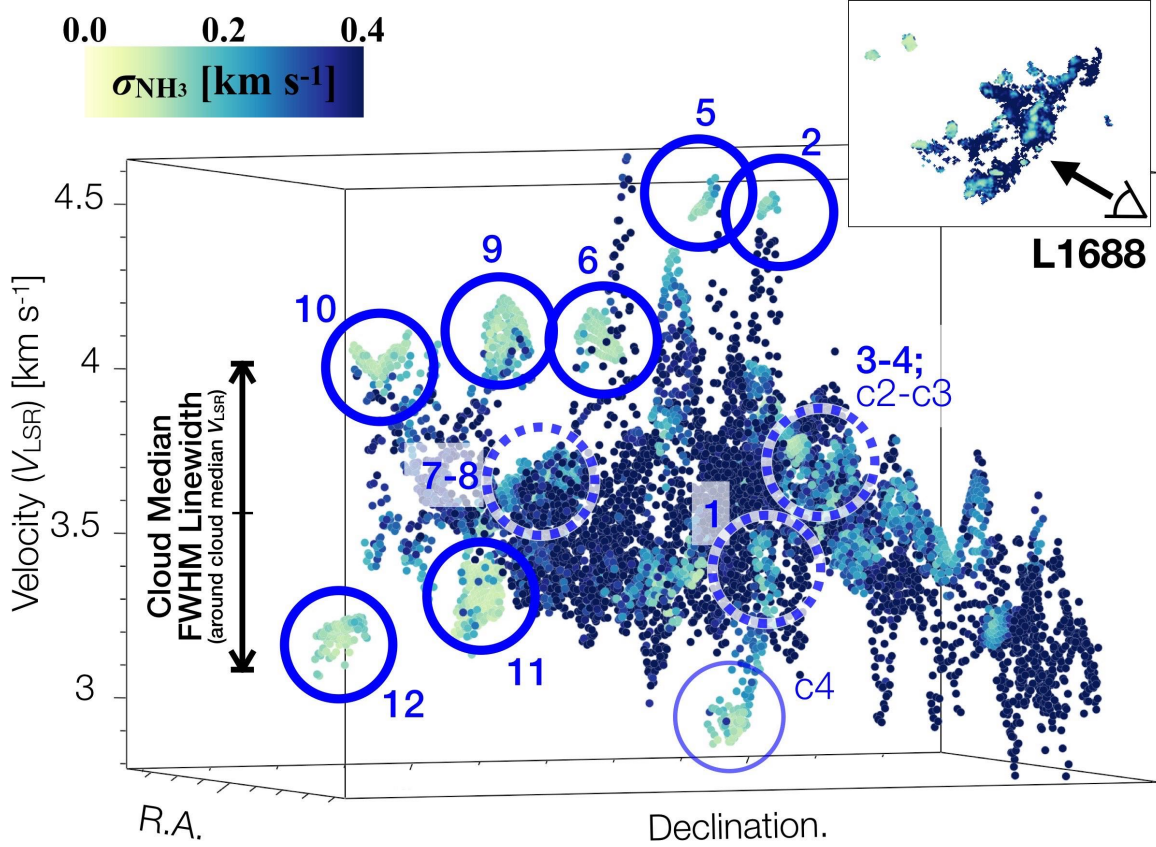 0.0 0.2 0.4
σNH₃ [km s⁻¹]
5
2
L1688
4.5
9
6
10
4
3-4;
c2-c3
Cloud Median
FWHM Linewidth
(around cloud median VLSR)
7-8
1
3.5
Velocity (VLSR) [km s⁻¹]
11
12
3
c4
R.A.
Declination.